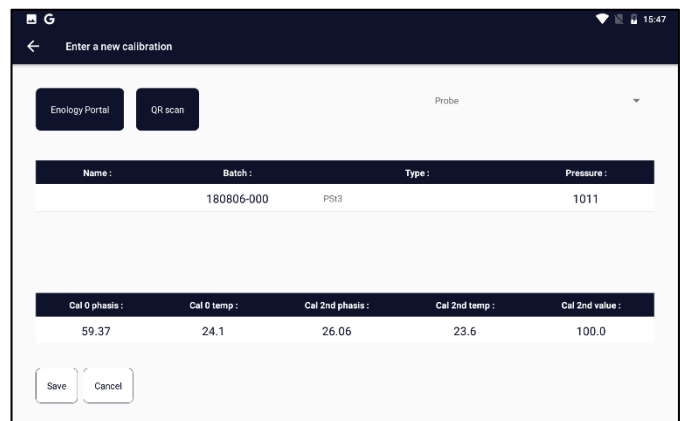 G 15:47
Enter a new calibration
Enology Portal QR scan Probe
Name : Batch : Type : Pressure :
180806-000 PSt3 1011
Cal 0 phasis : Cal 0 temp : Cal 2nd phasis : Cal 2nd temp : Cal 2nd value :
59.37 24.1 26.06 23.6 100.0
Save Cancel